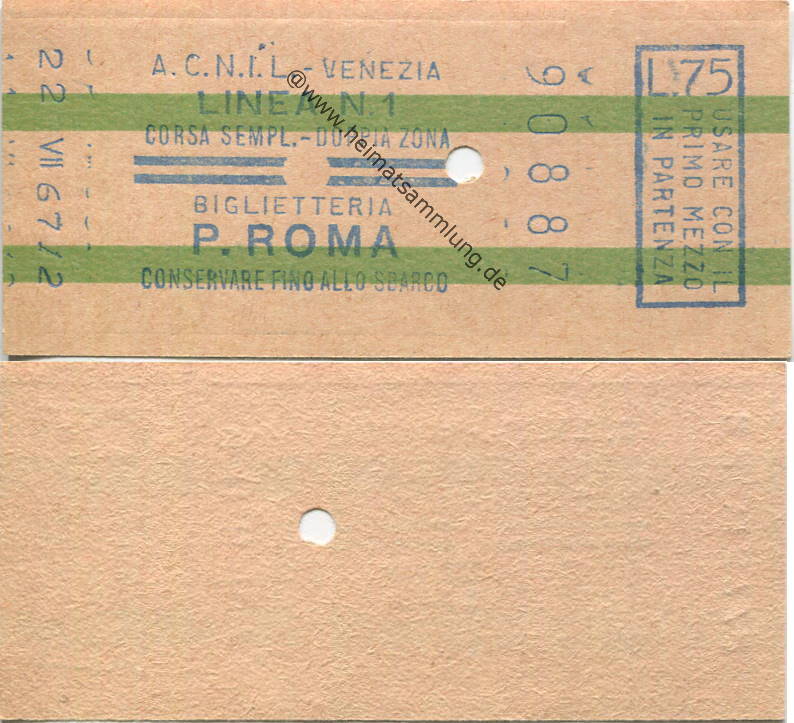 22 VII 67/2
A.C.N.I.L. - VENEZIA
LINEA N.1
CORSA SEMPL.-DOPPIA ZONA
BIGLIETTERIA
P. ROMA
CONSERVARE FINO ALLO SBARCO
90887
A
L.75
USARE CON IL
PRIMO MEZZO
IN PARTENZA
@www.heimatsammlung.de